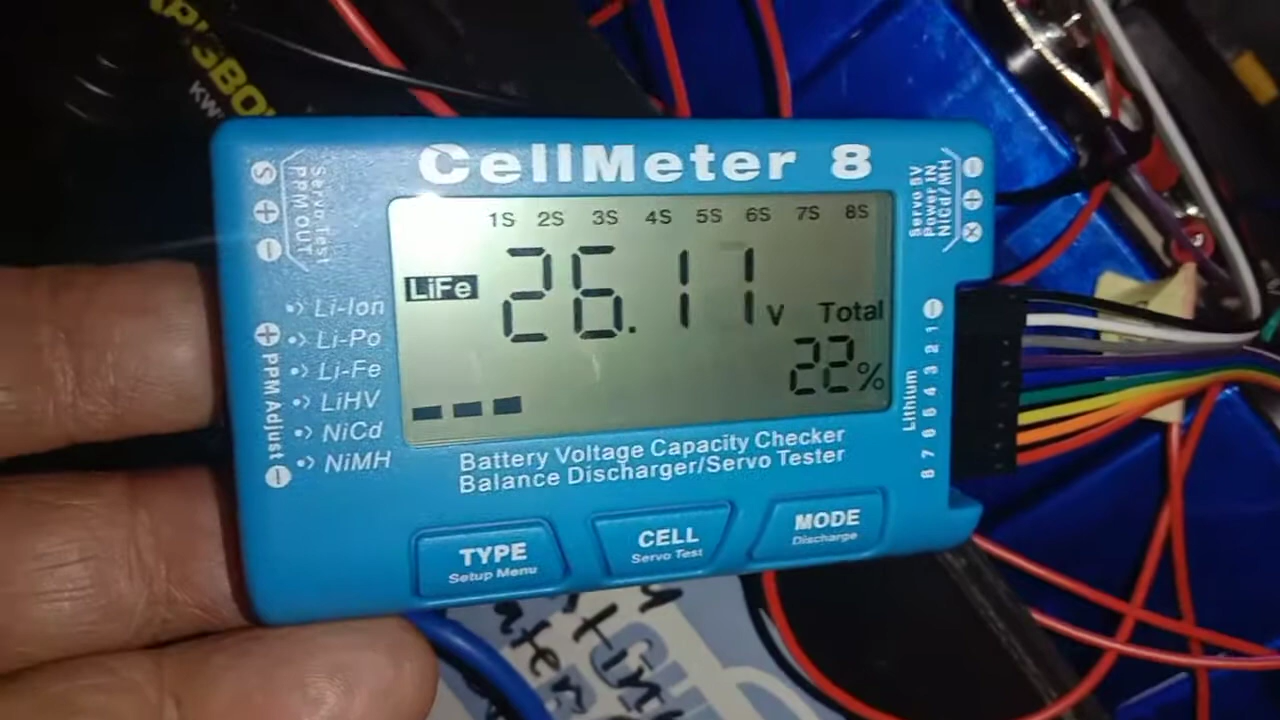 CellMeter 8
1S 2S 3S 4S 5S 6S 7S 8S
LiFe 26.11v Total
22%
Servo Test
PPM OUT
S + −
Servo 5V
Power IN
NiCd/MH
Li-Ion
Li-Po
Li-Fe
LiHV
NiCd
NiMH
+ PPM Adjust −
Lithium
− 1 2 3 4 5 6 7 8
Battery Voltage Capacity Checker
Balance Discharger/Servo Tester
TYPE
Setup Menu
CELL
Servo Test
MODE
Discharge
KW